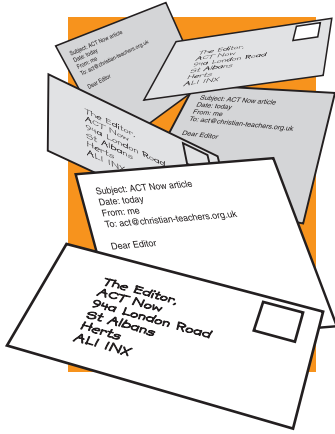 Subject: ACT Now article
Date: today
From: me
To: act@christian-teachers.org.uk
Dear Editor
The Editor,
ACT Now
94a London Road
St Albans
Herts
AL1 1NX
Subject: ACT Now article
Date: today
From: me
To: act@christian-teachers.org.uk
Dear Editor
The Editor,
ACT Now
94a London Road
St Albans
Herts
AL1 1NX
Subject: ACT Now article
Date: today
From: me
To: act@christian-teachers.org.uk
Dear Editor
The Editor,
ACT Now
94a London Road
St Albans
Herts
AL1 1NX